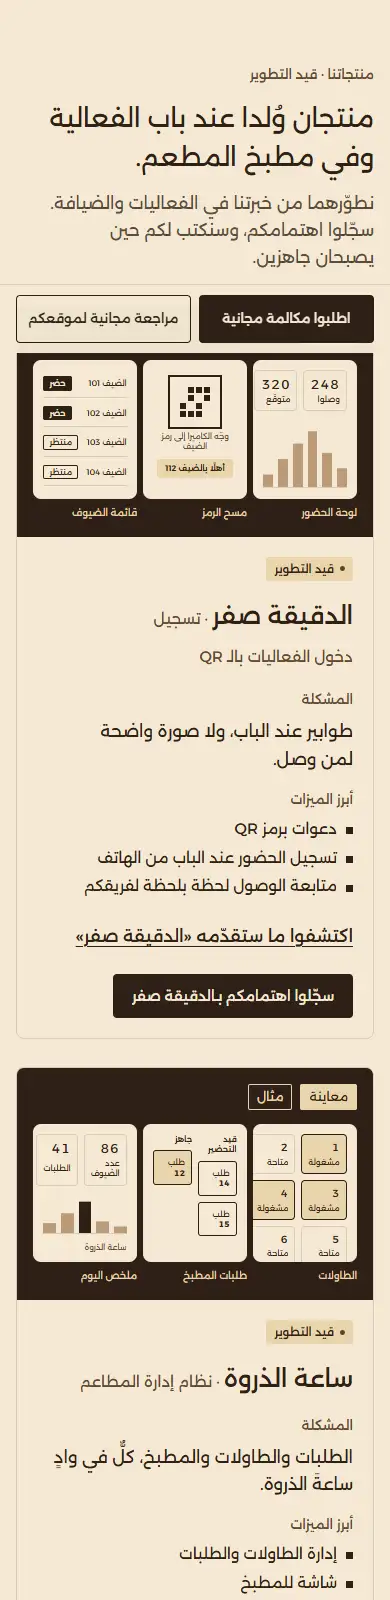 منتجاتنا · قيد التطوير
منتجان وُلدا عند باب الفعالية
وفي مطبخ المطعم.
نطوّرهما من خبرتنا في الفعاليات والضيافة.
سجّلوا اهتمامكم، وسنكتب لكم حين
يصبحان جاهزين.
اطلبوا مكالمة مجانية
مراجعة مجانية لموقعكم
248
وصلوا
320
متوقع
لوحة الحضور
وجّه الكاميرا إلى رمز
الضيف
أهلًا بالضيف 112
مسح الرمز
الضيف 101 حضر
الضيف 102 حضر
الضيف 103 منتظر
الضيف 104 منتظر
قائمة الضيوف
قيد التطوير
الدقيقة صفر · تسجيل
دخول الفعاليات بالـ QR
المشكلة
طوابير عند الباب، ولا صورة واضحة
لمن وصل.
أبرز الميزات
دعوات برمز QR
تسجيل الحضور عند الباب من الهاتف
متابعة الوصول لحظة بلحظة لفريقكم
اكتشفوا ما ستقدّمه «الدقيقة صفر»
سجّلوا اهتمامكم بالدقيقة صفر
معاينة
مثال
1
مشغولة
2
متاحة
3
مشغولة
4
مشغولة
5
متاحة
6
متاحة
الطاولات
قيد
التحضير
طلب
14
طلب
15
جاهز
طلب
12
طلبات المطبخ
86
عدد
الضيوف
41
الطلبات
ساعة الذروة
ملخص اليوم
قيد التطوير
ساعة الذروة · نظام إدارة المطاعم
المشكلة
الطلبات والطاولات والمطبخ، كلٌّ في وادٍ
ساعةَ الذروة.
أبرز الميزات
إدارة الطاولات والطلبات
شاشة للمطبخ